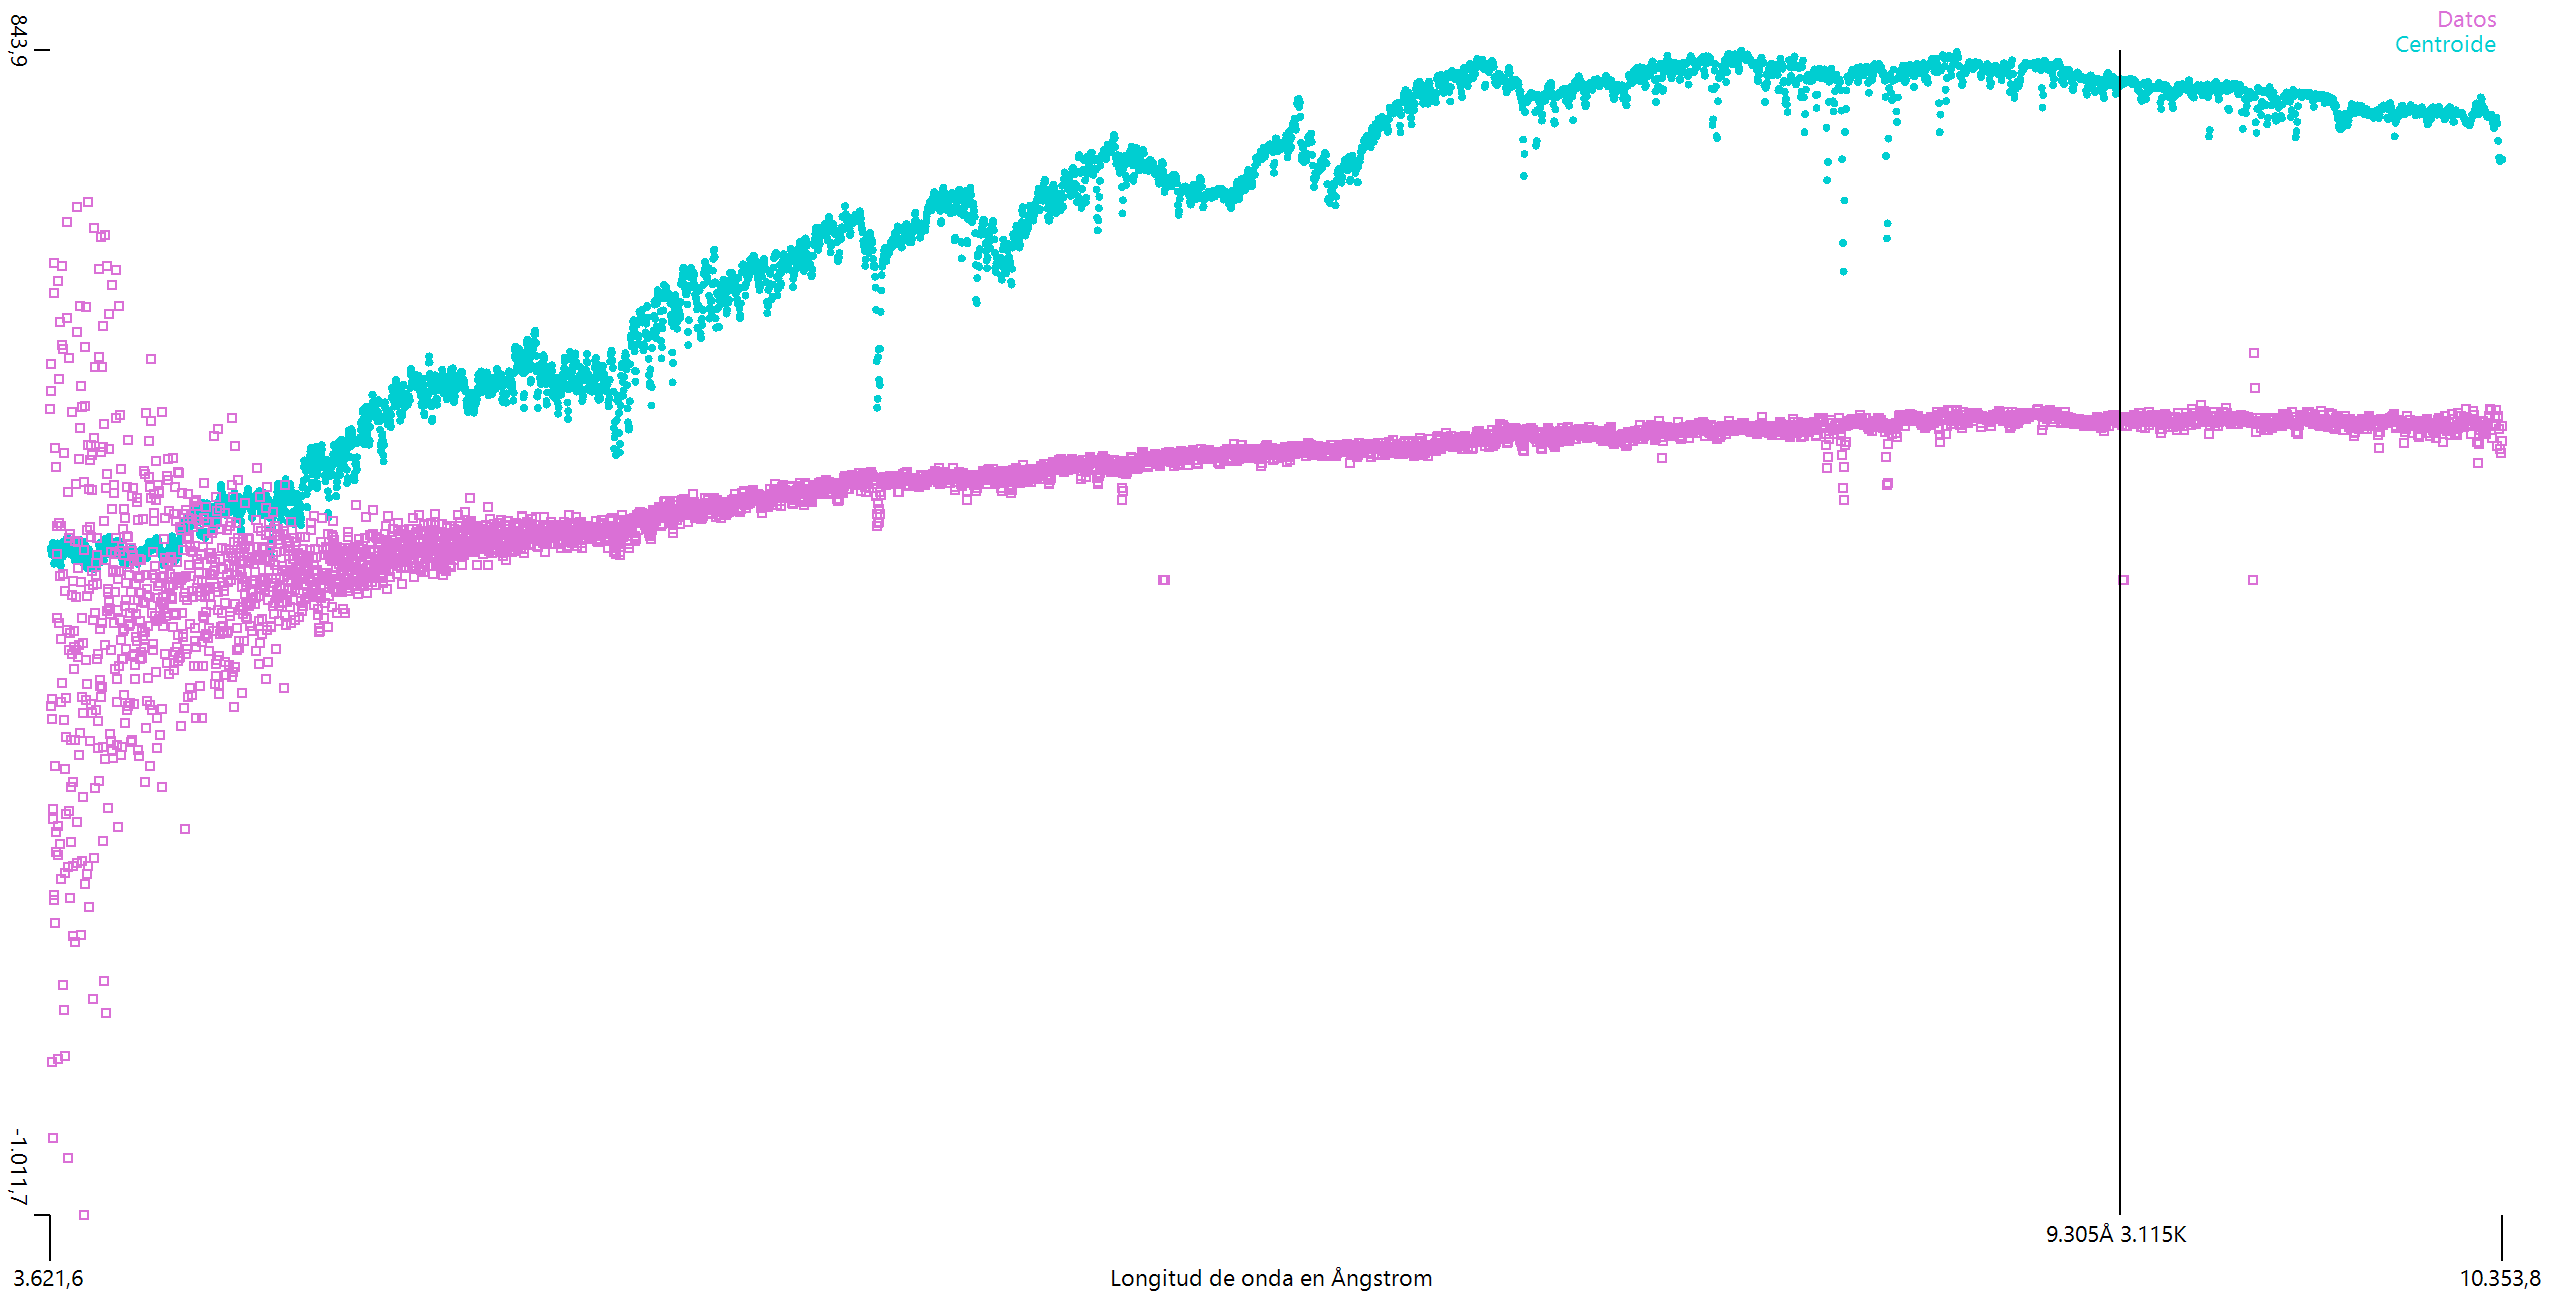 843,9
Datos
Centroide
-1.011,7
9.305Å 3.115K
3.621,6
Longitud de onda en Ångstrom
10.353,8